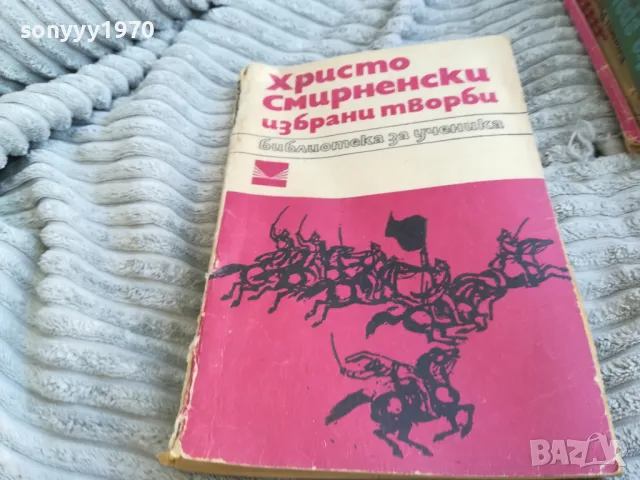 sonyyy1970
Христо
Смирненски
избрани творби
библиотека за ученика
BAZAR